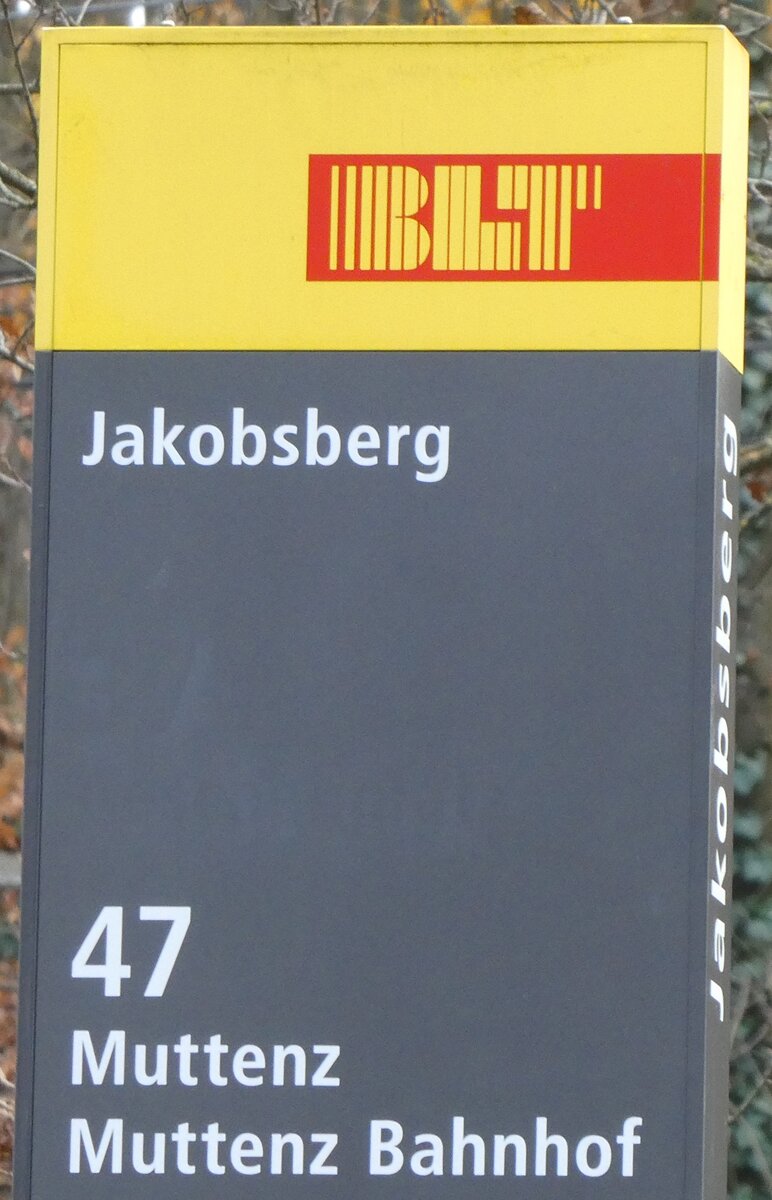 BLT
Jakobsberg
Jakobsberg
47
Muttenz
Muttenz Bahnhof